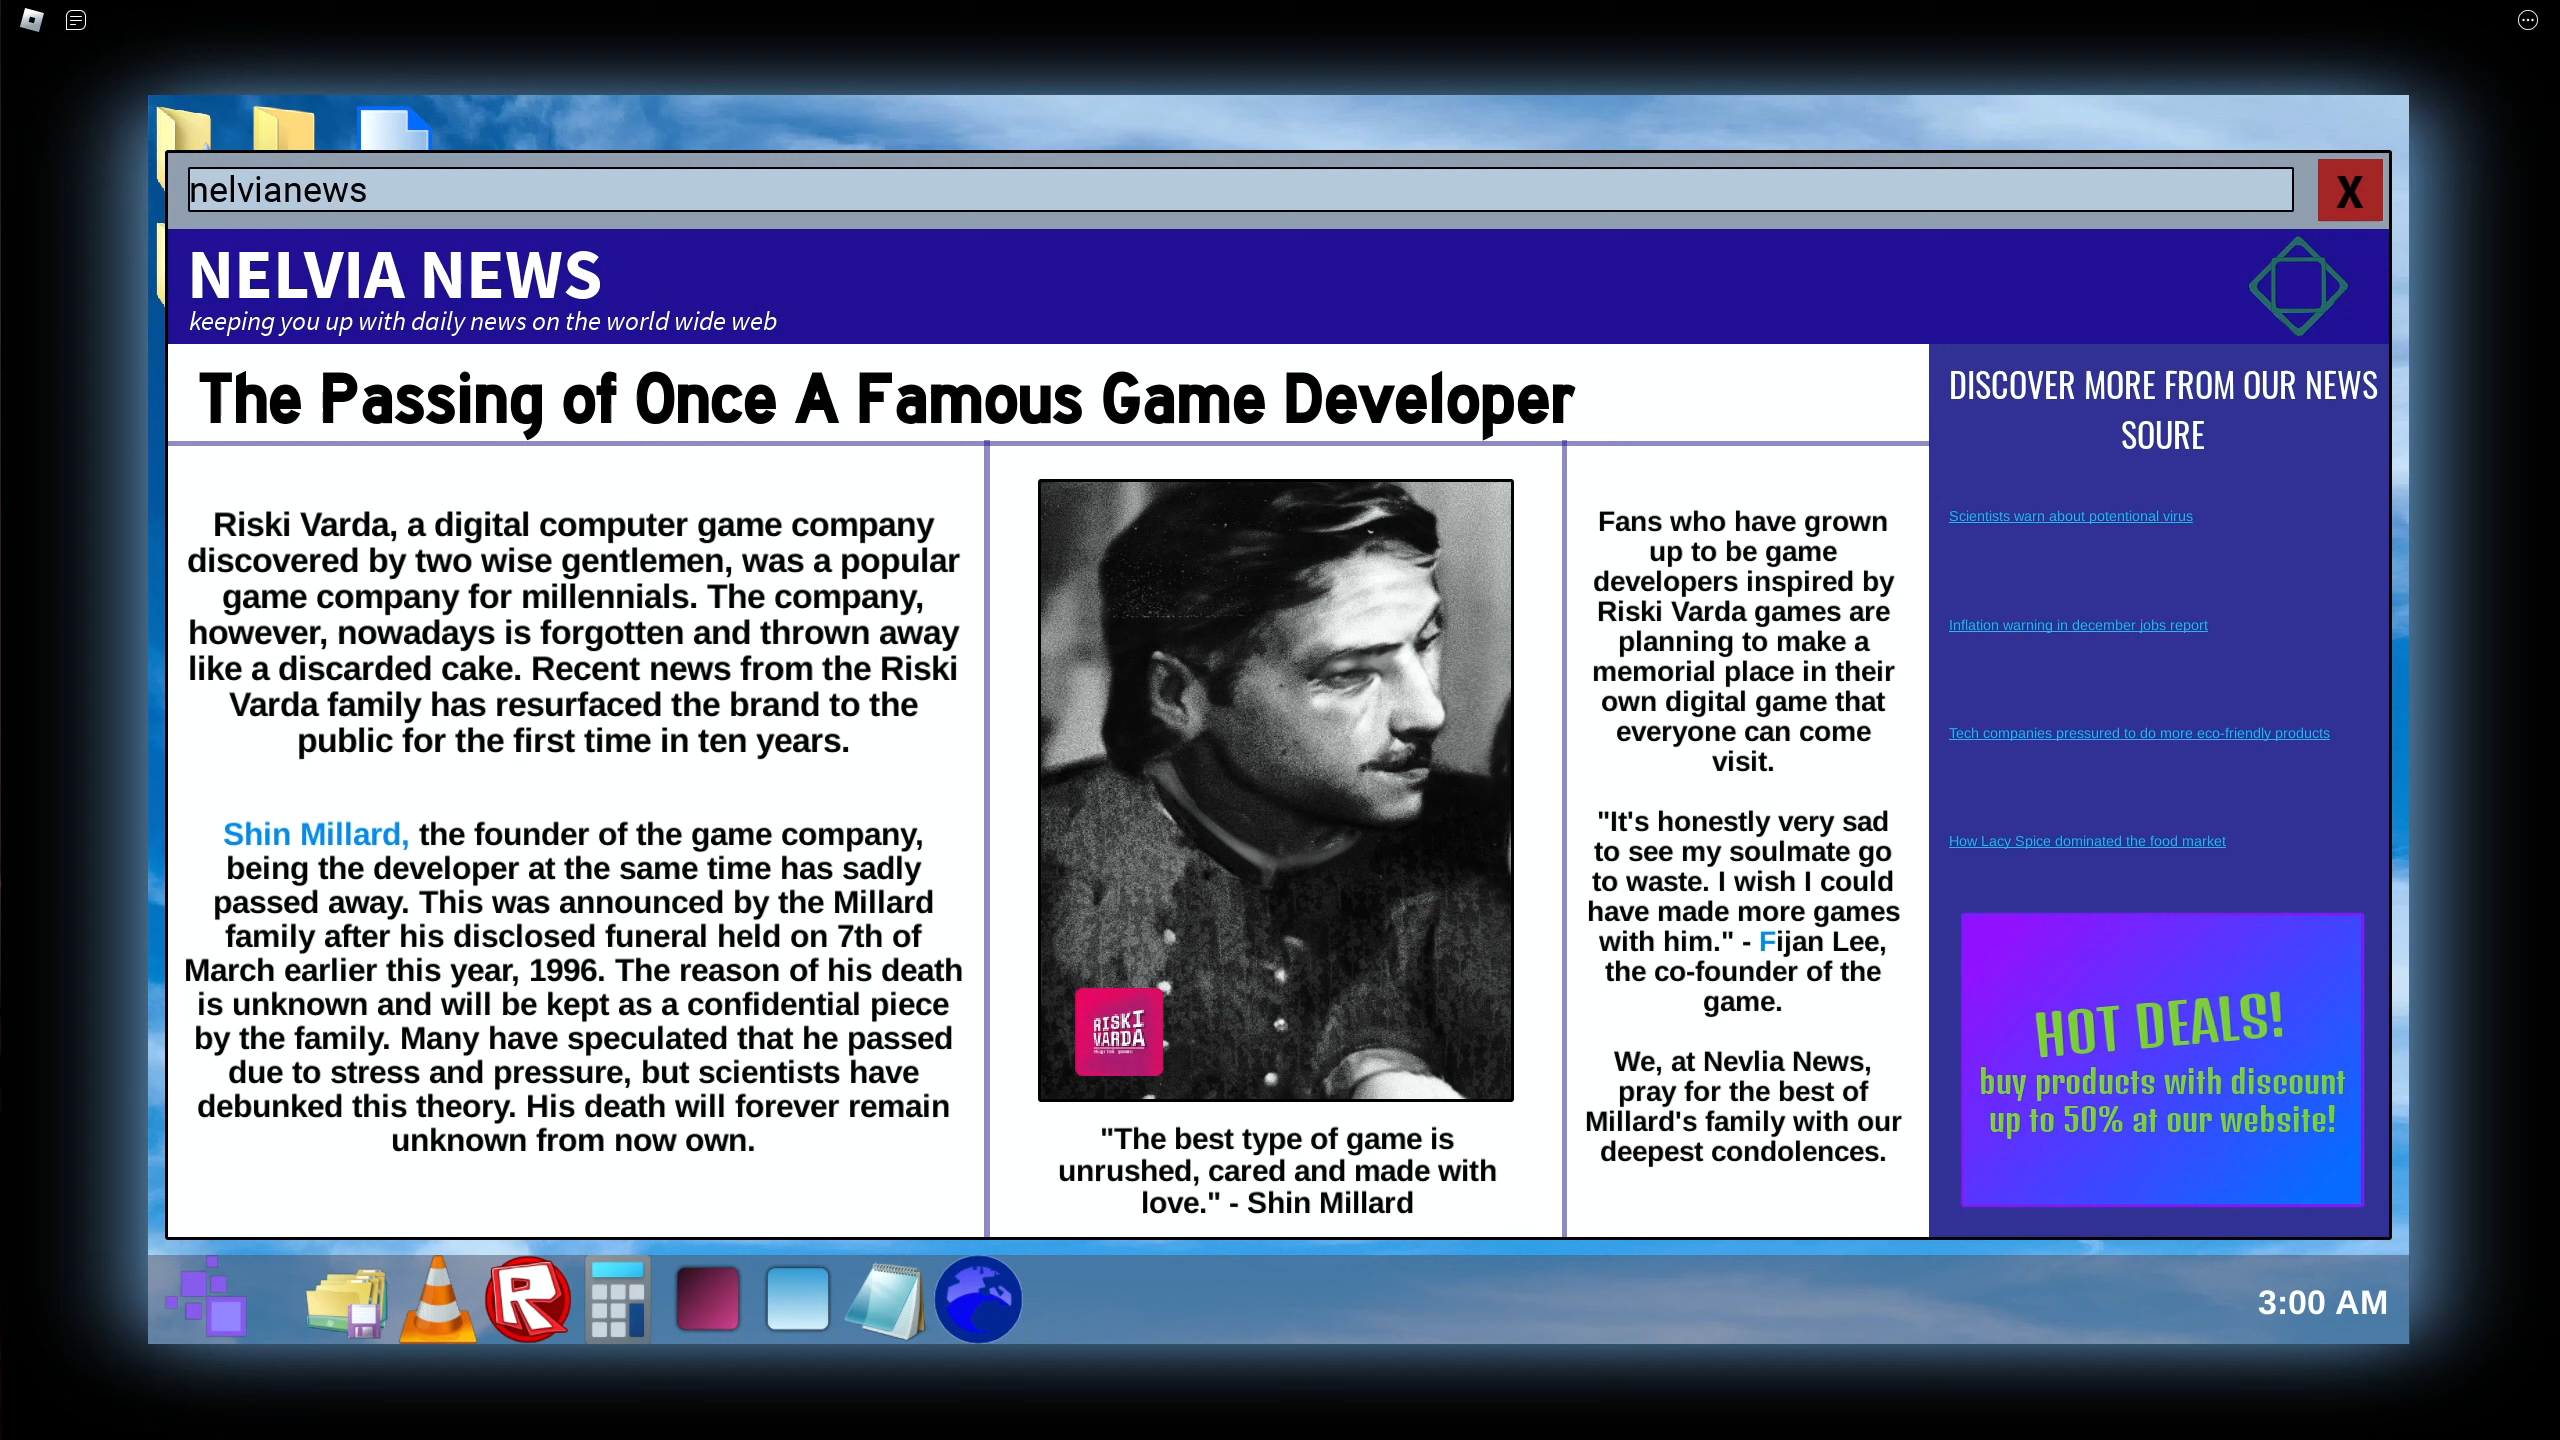 nelvianews
X
NELVIA NEWS
keeping you up with daily news on the world wide web
The Passing of Once A Famous Game Developer
Riski Varda, a digital computer game company
discovered by two wise gentlemen, was a popular
game company for millennials. The company,
however, nowadays is forgotten and thrown away
like a discarded cake. Recent news from the Riski
Varda family has resurfaced the brand to the
public for the first time in ten years.
Shin Millard, the founder of the game company,
being the developer at the same time has sadly
passed away. This was announced by the Millard
family after his disclosed funeral held on 7th of
March earlier this year, 1996. The reason of his death
is unknown and will be kept as a confidential piece
by the family. Many have speculated that he passed
due to stress and pressure, but scientists have
debunked this theory. His death will forever remain
unknown from now own.
RISKI
VARDA
"The best type of game is
unrushed, cared and made with
love." - Shin Millard
Fans who have grown
up to be game
developers inspired by
Riski Varda games are
planning to make a
memorial place in their
own digital game that
everyone can come
visit.
"It's honestly very sad
to see my soulmate go
to waste. I wish I could
have made more games
with him." - Fijan Lee,
the co-founder of the
game.
We, at Nevlia News,
pray for the best of
Millard's family with our
deepest condolences.
DISCOVER MORE FROM OUR NEWS
SOURE
Scientists warn about potentional virus
Inflation warning in december jobs report
Tech companies pressured to do more eco-friendly products
How Lacy Spice dominated the food market
HOT DEALS!
buy products with discount
up to 50% at our website!
R
3:00 AM